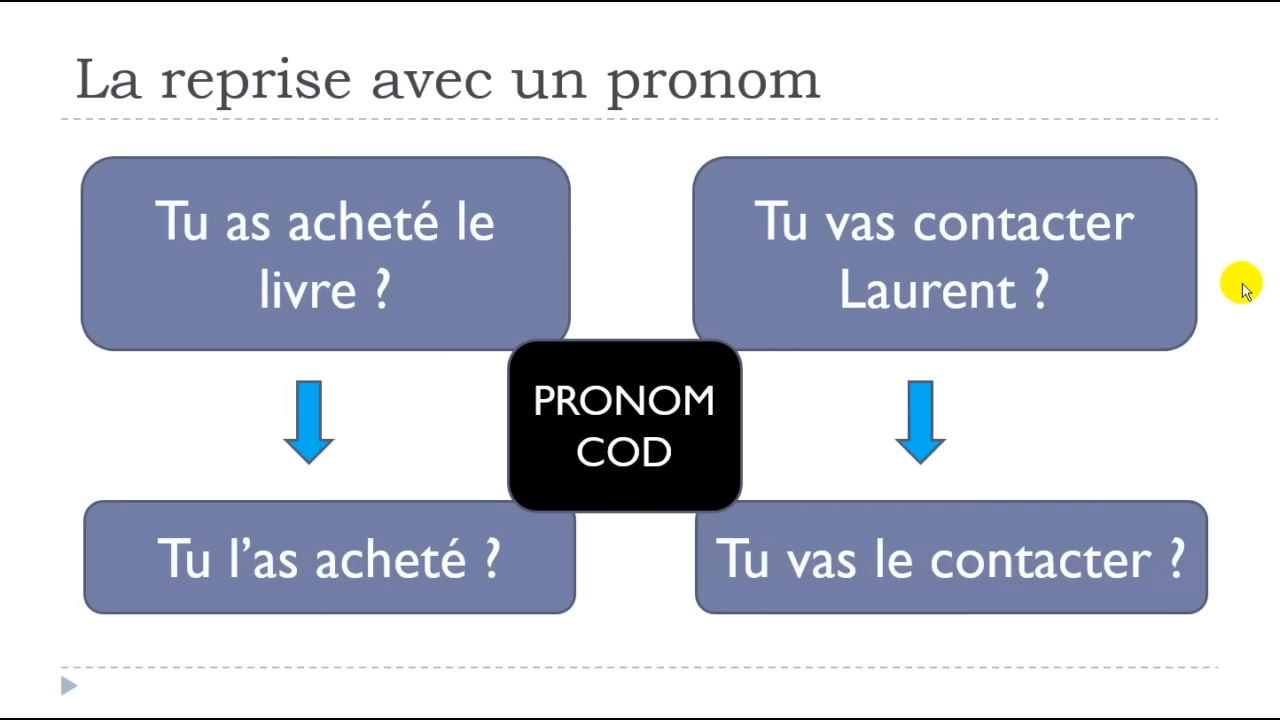 La reprise avec un pronom
Tu as acheté le
livre ?
Tu vas contacter
Laurent ?
PRONOM
COD
Tu l’as acheté ?
Tu vas le contacter ?